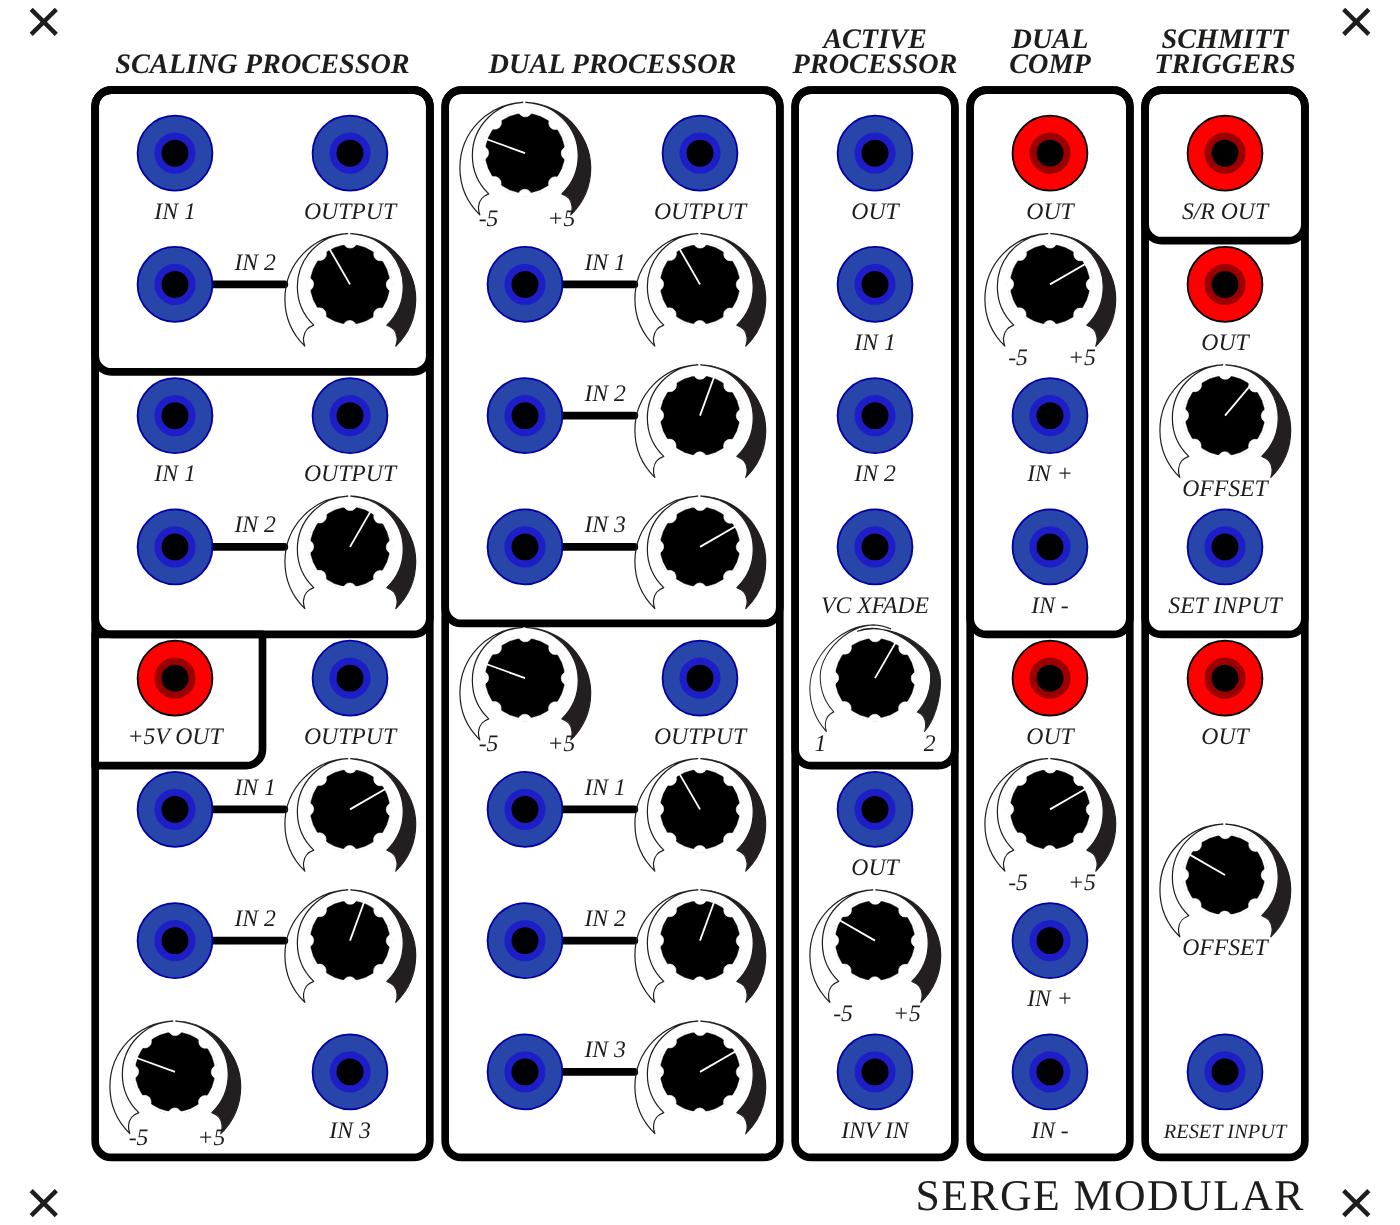 SCALING PROCESSOR
DUAL PROCESSOR
ACTIVE
PROCESSOR
DUAL
COMP
SCHMITT
TRIGGERS
IN 1
OUTPUT
IN 2
IN 1
OUTPUT
IN 2
+5V OUT
OUTPUT
IN 1
IN 2
-5
+5
IN 3
-5
+5
OUTPUT
IN 1
IN 2
IN 3
-5
+5
OUTPUT
IN 1
IN 2
IN 3
OUT
IN 1
IN 2
VC XFADE
1
2
OUT
-5
+5
INV IN
OUT
-5
+5
IN +
IN -
OUT
-5
+5
IN +
IN -
S/R OUT
OUT
OFFSET
SET INPUT
OUT
OFFSET
RESET INPUT
SERGE MODULAR